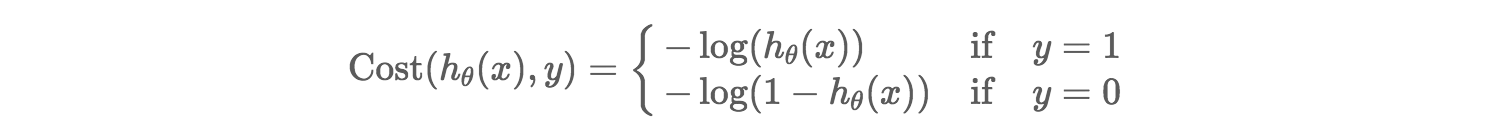 Cost(hθ(x), y) = { −log(hθ(x)) if y = 1
−log(1 − hθ(x)) if y = 0